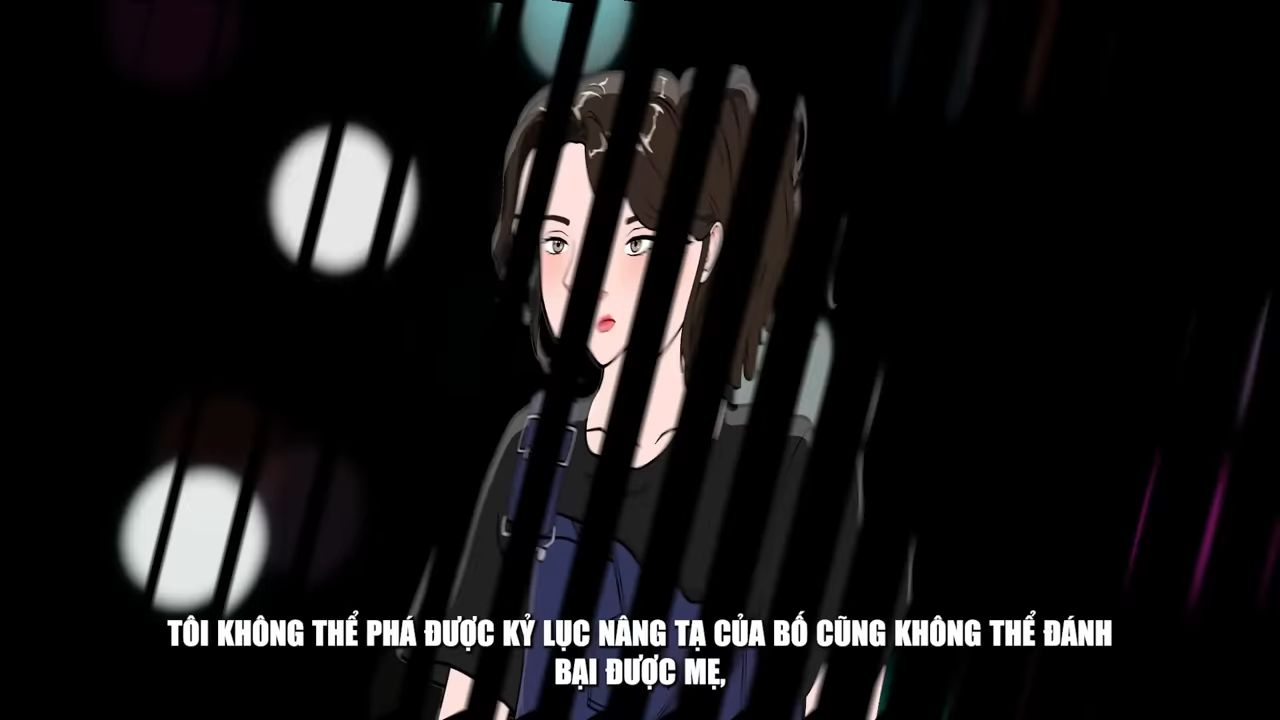 TÔI KHÔNG THỂ PHÁ ĐƯỢC KỶ LỤC NÂNG TẠ CỦA BỐ CŨNG KHÔNG THỂ ĐÁNH
BẠI ĐƯỢC MẸ,